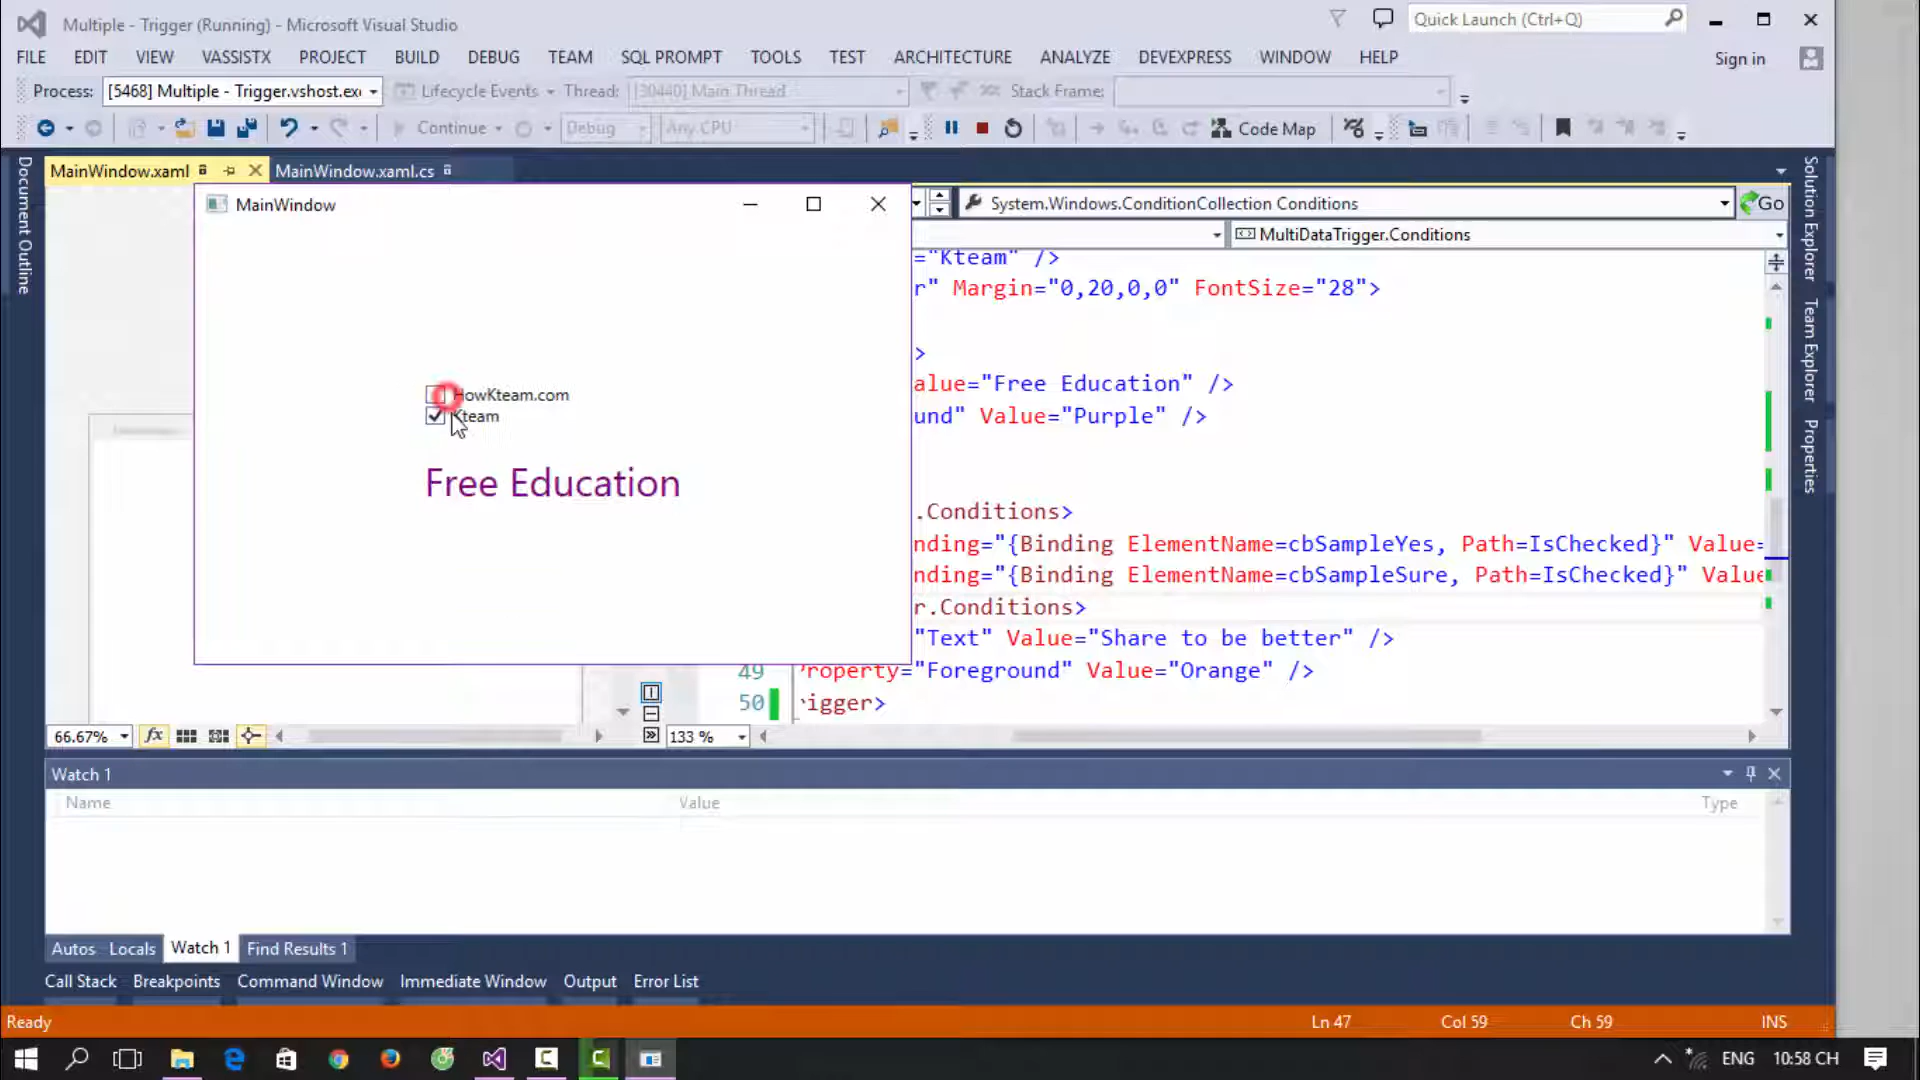 Multiple - Trigger (Running) - Microsoft Visual Studio
Quick Launch (Ctrl+Q)
FILE EDIT VIEW VASSISTX PROJECT BUILD DEBUG TEAM SQL PROMPT TOOLS TEST ARCHITECTURE ANALYZE DEVEXPRESS WINDOW HELP
Sign in
Process: [5468] Multiple - Trigger.vshost.exe Lifecycle Events Thread: [30440] Main Thread Stack Frame:
Continue Debug Any CPU Code Map
Document Outline
MainWindow.xaml MainWindow.xaml.cs
MainWindow
System.Windows.ConditionCollection Conditions Go
MultiDataTrigger.Conditions
="Kteam" />
r" Margin="0,20,0,0" FontSize="28">
>
alue="Free Education" />
und" Value="Purple" />
.Conditions>
nding="{Binding ElementName=cbSampleYes, Path=IsChecked}" Value=
nding="{Binding ElementName=cbSampleSure, Path=IsChecked}" Value
r.Conditions>
"Text" Value="Share to be better" />
49 roperty="Foreground" Value="Orange" />
50 rigger>
HowKteam.com
Kteam
Free Education
Solution Explorer
Team Explorer
Properties
66.67% fx 133 %
Watch 1
Name Value Type
Autos Locals Watch 1 Find Results 1
Call Stack Breakpoints Command Window Immediate Window Output Error List
Ready Ln 47 Col 59 Ch 59 INS
ENG 10:58 CH